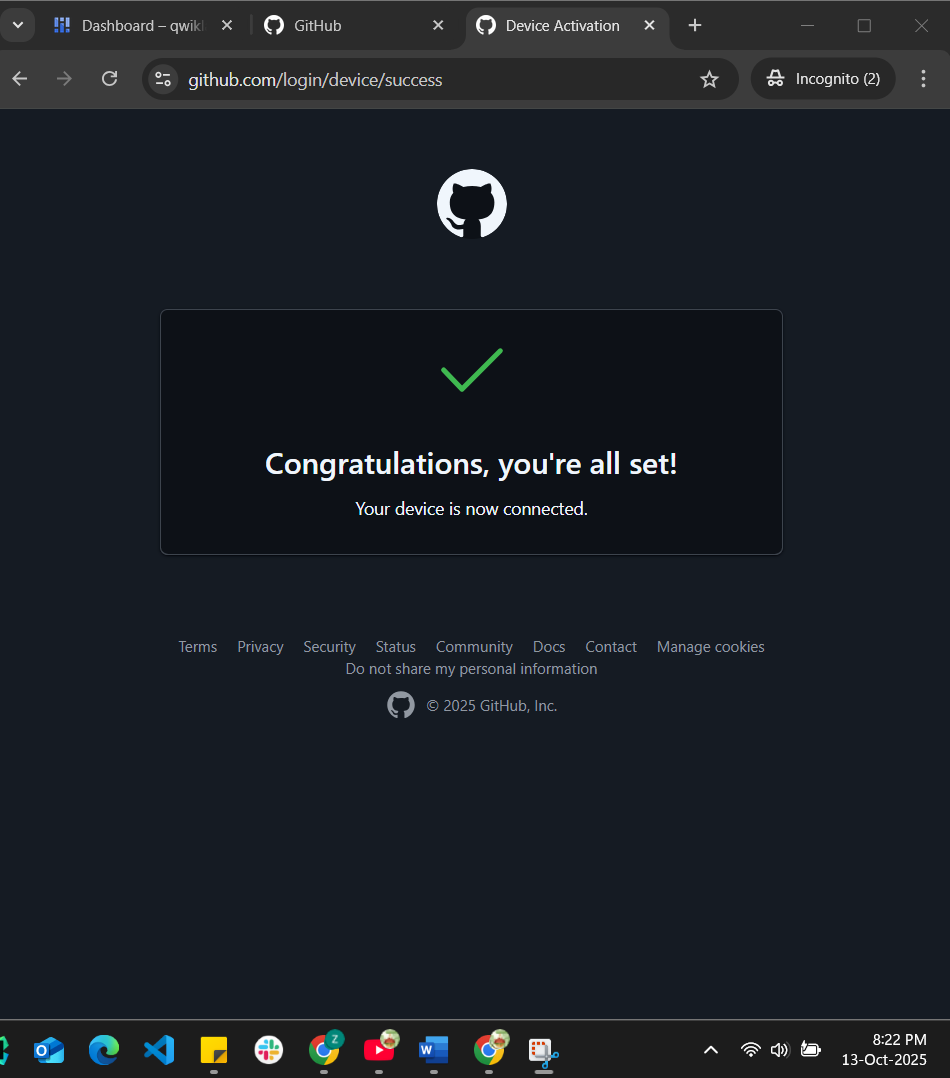 Dashboard – qwikl
GitHub
Device Activation
github.com/login/device/success
Incognito (2)
Congratulations, you're all set!
Your device is now connected.
Terms Privacy Security Status Community Docs Contact Manage cookies
Do not share my personal information
© 2025 GitHub, Inc.
Z
W
8:22 PM
13-Oct-2025